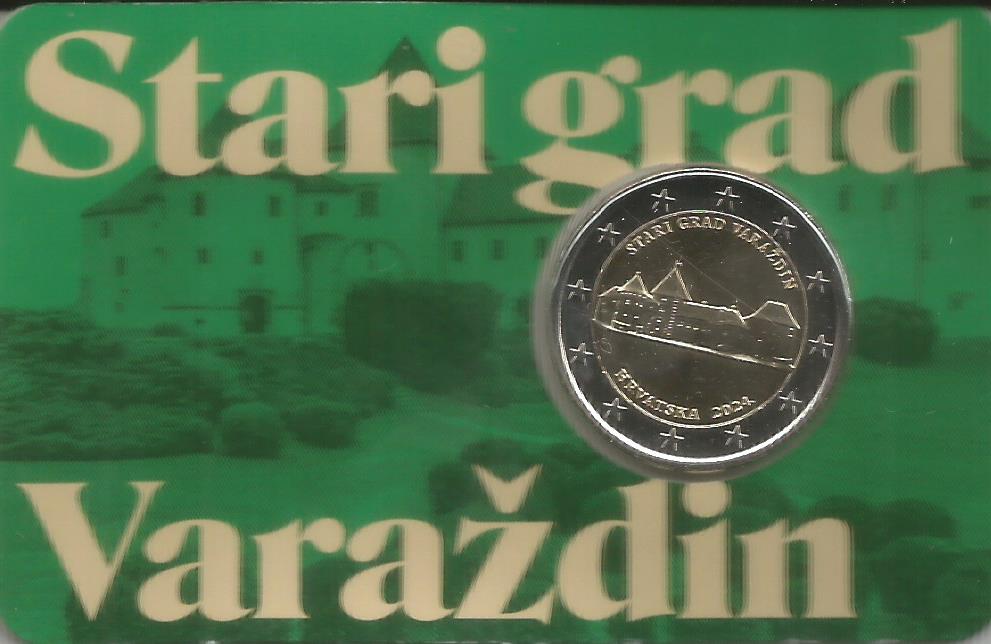 Stari grad
STARI GRAD VARAŽDIN
HRVATSKA 2024.
Varaždin